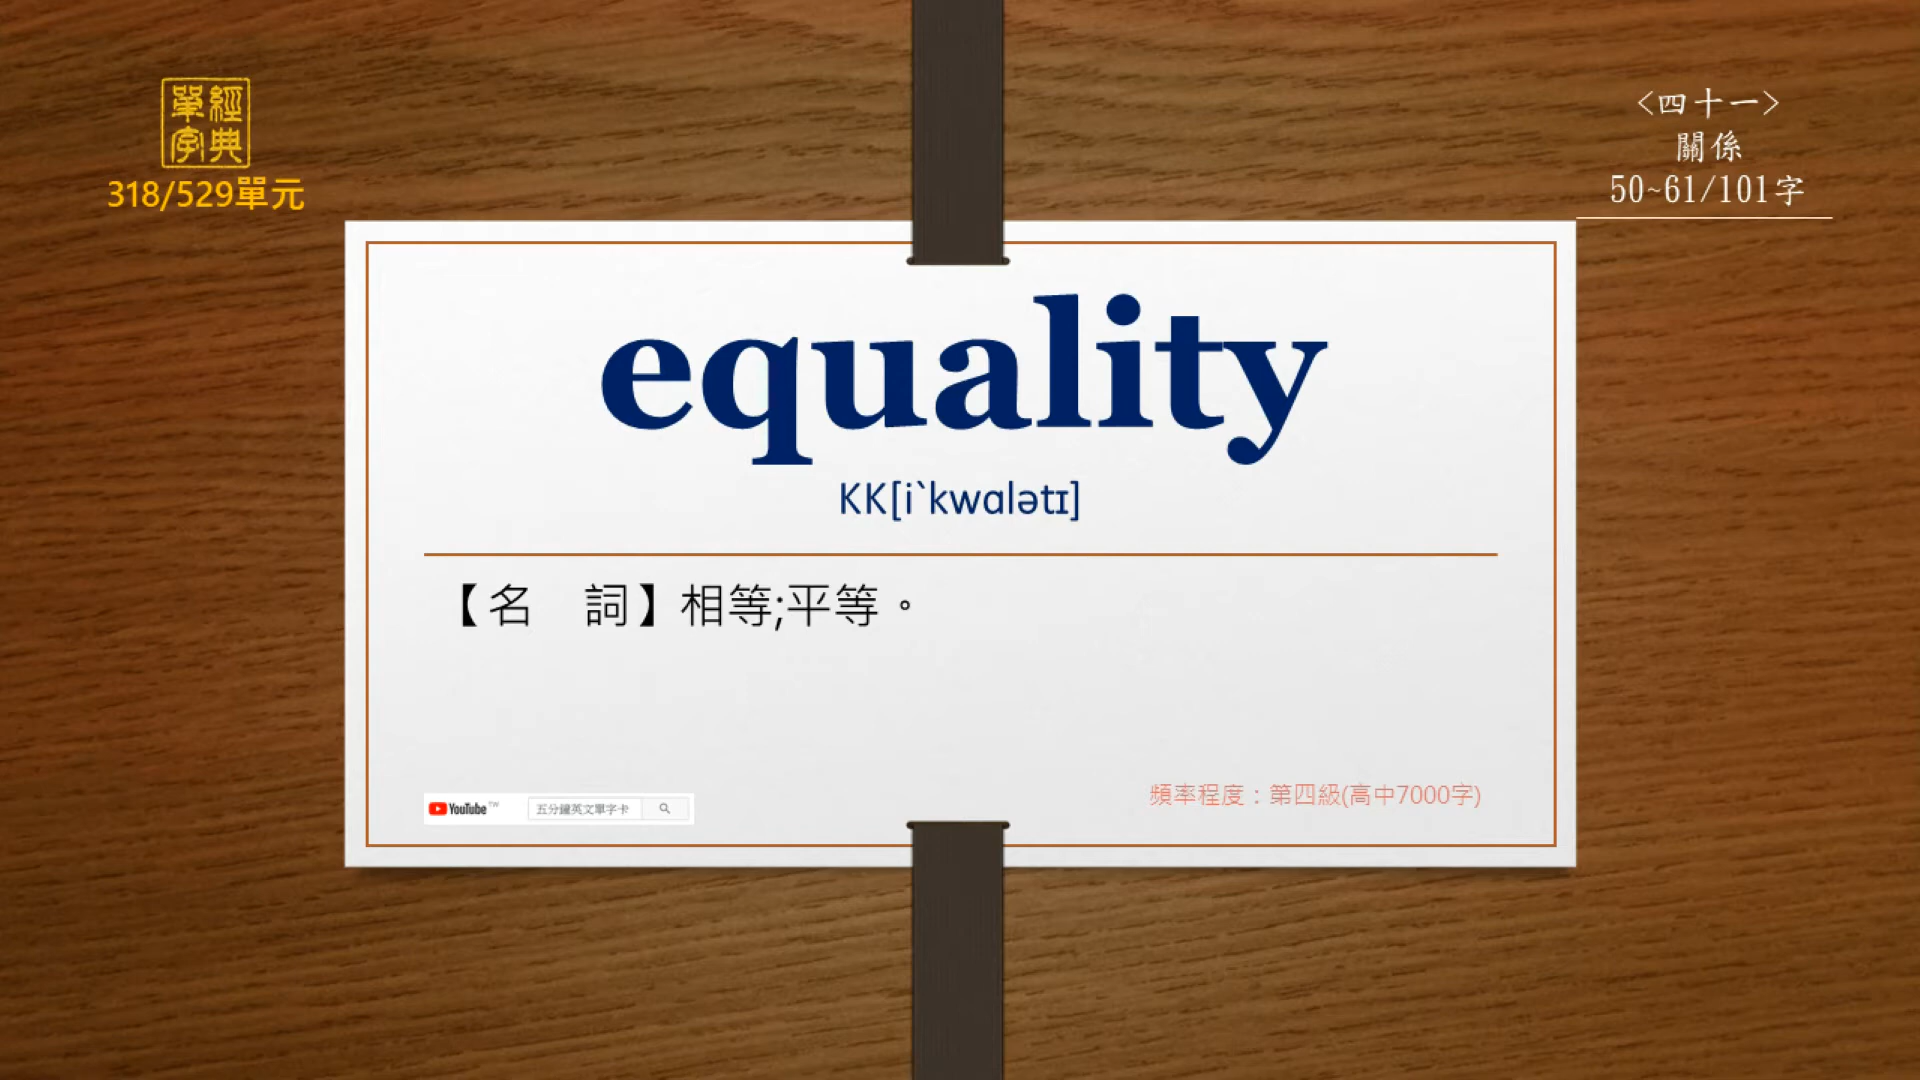 經典
單字
318/529單元
<四十一>
關係
50~61/101字
equality
KK[i`kwɑlətɪ]
【名　詞】相等;平等。
YouTube TW
五分鐘英文單字卡
頻率程度：第四級(高中7000字)